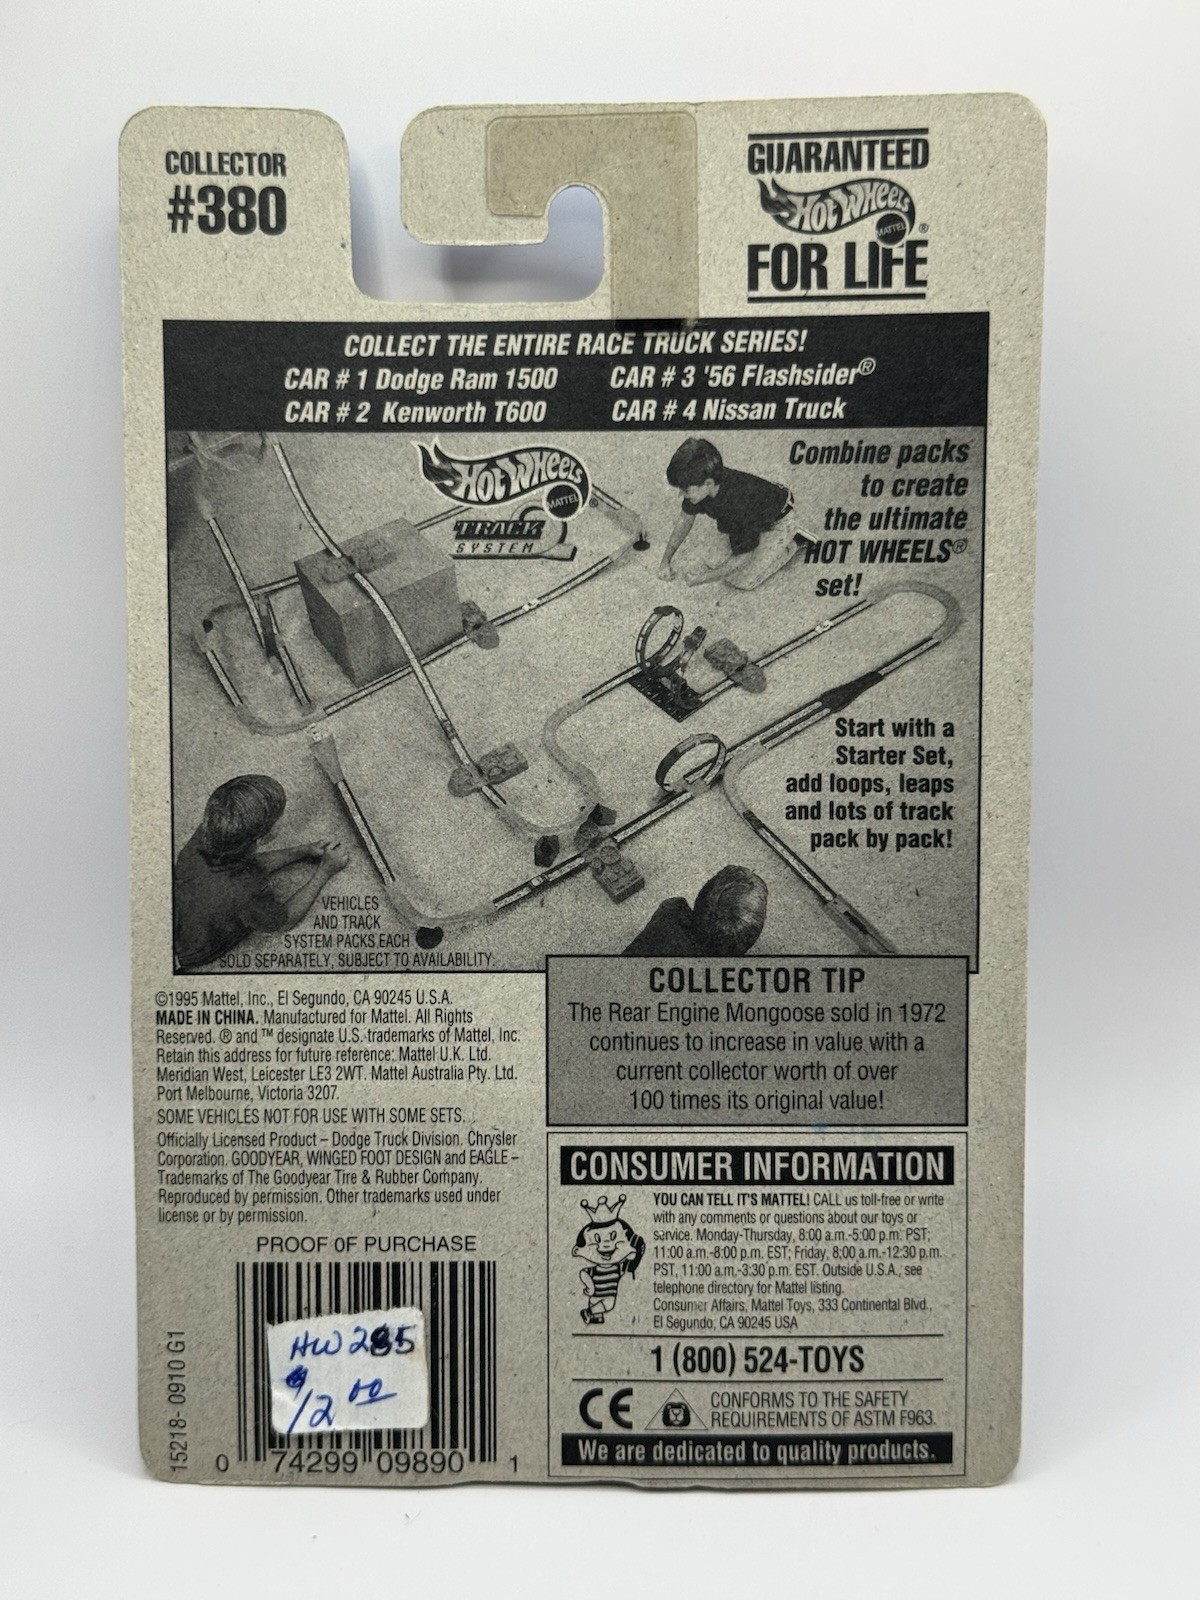 COLLECTOR
#380
GUARANTEED
HOT WHEELS
MATTEL
®
FOR LIFE
COLLECT THE ENTIRE RACE TRUCK SERIES!
CAR # 1 Dodge Ram 1500
CAR # 3 '56 Flashsider®
CAR # 2 Kenworth T600
CAR # 4 Nissan Truck
HOT WHEELS
MATTEL
®
TRACK
SYSTEM 2
Combine packs
to create
the ultimate
HOT WHEELS®
set!
Start with a
Starter Set,
add loops, leaps
and lots of track
pack by pack!
VEHICLES
AND TRACK
SYSTEM PACKS EACH
SOLD SEPARATELY, SUBJECT TO AVAILABILITY.
©1995 Mattel, Inc., El Segundo, CA 90245 U.S.A.
MADE IN CHINA. Manufactured for Mattel. All Rights
Reserved. ® and ™ designate U.S. trademarks of Mattel, Inc.
Retain this address for future reference: Mattel U.K. Ltd.
Meridian West, Leicester LE3 2WT. Mattel Australia Pty. Ltd.
Port Melbourne, Victoria 3207.
SOME VEHICLES NOT FOR USE WITH SOME SETS.
Officially Licensed Product – Dodge Truck Division. Chrysler
Corporation. GOODYEAR, WINGED FOOT DESIGN and EAGLE –
Trademarks of The Goodyear Tire & Rubber Company.
Reproduced by permission. Other trademarks used under
license or by permission.
PROOF OF PURCHASE
HW285
$12.00
15218-0910 G1
0 74299 09890 1
COLLECTOR TIP
The Rear Engine Mongoose sold in 1972
continues to increase in value with a
current collector worth of over
100 times its original value!
CONSUMER INFORMATION
YOU CAN TELL IT'S MATTEL! CALL us toll-free or write
with any comments or questions about our toys or
service. Monday-Thursday, 8:00 a.m.-5:00 p.m. PST;
11:00 a.m.-8:00 p.m. EST; Friday, 8;00 a.m.-12:30 p.m.
PST, 11:00 a.m.-3:30 p.m. EST. Outside U.S.A., see
telephone directory for Mattel listing.
Consumer Affairs, Mattel Toys, 333 Continental Blvd.,
El Segundo, CA 90245 USA
1 (800) 524-TOYS
CE
CONFORMS TO THE SAFETY
REQUIREMENTS OF ASTM F963.
We are dedicated to quality products.